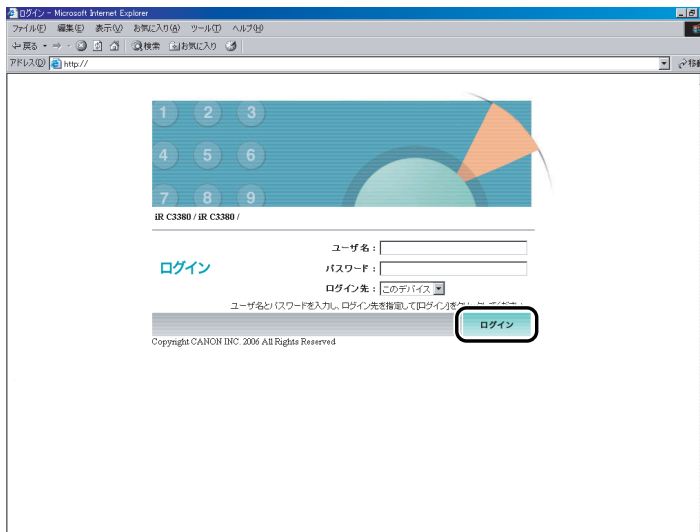 ログイン - Microsoft Internet Explorer
ファイル(F) 編集(E) 表示(V) お気に入り(A) ツール(T) ヘルプ(H)
戻る 検索 お気に入り
アドレス(D) http:// 移動
1 2 3
4 5 6
7 8 9
iR C3380 / iR C3380 /
ユーザ名：
ログイン
パスワード：
ログイン先： このデバイス
ユーザ名とパスワードを入力し、ログイン先を指定して[ログイン]を
ログイン
Copyright CANON INC. 2006 All Rights Reserved